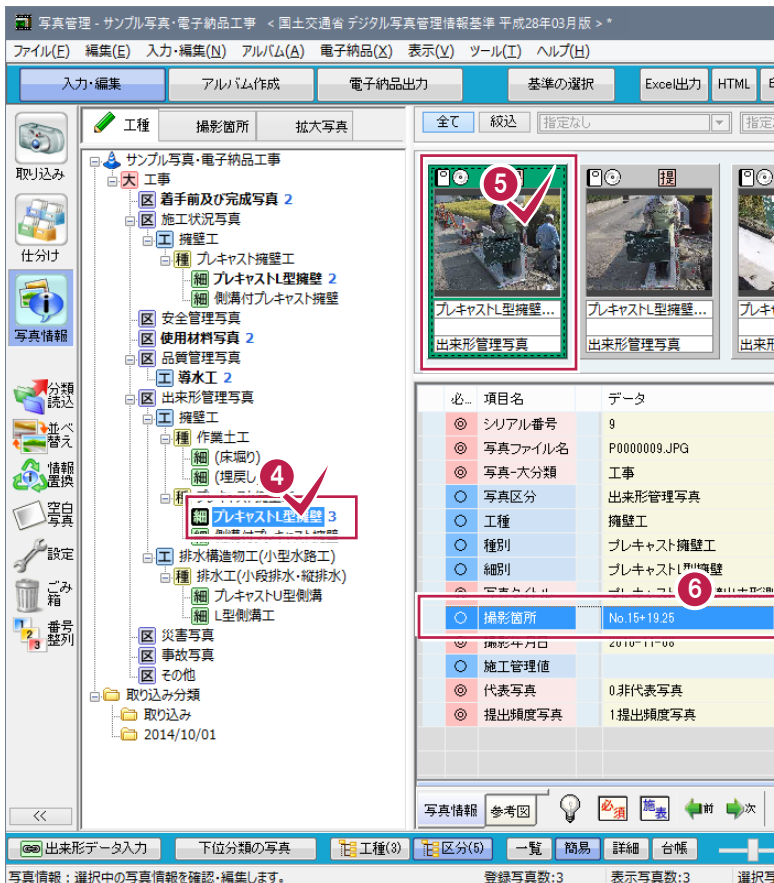 写真管理 - サンプル写真・電子納品工事 <国土交通省 デジタル写真管理情報基準 平成28年03月版> *
ファイル(F) 編集(E) 入力・編集(N) アルバム(A) 電子納品(X) 表示(V) ツール(T) ヘルプ(H)
入力・編集 アルバム作成 電子納品出力 基準の選択 Excel出力 HTML
取り込み
仕分け
写真情報
分類読込
並べ替え
情報置換
空白写真
設定
ごみ箱
番号整列
<<
工種 撮影箇所 拡大写真
サンプル写真・電子納品工事
大 工事
区 着手前及び完成写真 2
区 施工状況写真
工 擁壁工
種 プレキャスト擁壁工
細 プレキャストL型擁壁 2
細 側溝付プレキャスト擁壁
区 安全管理写真
区 使用材料写真 2
区 品質管理写真
工 導水工 2
区 出来形管理写真
工 擁壁工
種 作業土工
細 (床堀り)
細 (埋戻し
4
細 プレキャストL型擁壁 3
工 排水構造物工(小型水路工)
種 排水工(小段排水・縦排水)
細 プレキャストU型側溝
細 L型側溝工
区 災害写真
区 事故写真
区 その他
取り込み分類
取り込み
2014/10/01
全て 絞込 指定なし 指定
5
提
プレキャストL型擁壁... プレキャストL型擁壁... プレキ
出来形管理写真 出来形管理写真 出来形
必... 項目名 データ
◎ シリアル番号 9
◎ 写真ファイル名 P0000009.JPG
◎ 写真-大分類 工事
○ 写真区分 出来形管理写真
○ 工種 擁壁工
○ 種別 プレキャスト擁壁工
○ 細別 プレキャストL型擁壁
6
○ 撮影箇所 No.15+19.25
◎ 撮影年月日 2010-11-08
○ 施工管理値
◎ 代表写真 0.非代表写真
◎ 提出頻度写真 1.提出頻度写真
写真情報 参考図 必須 施表 前 次
出来形データ入力 下位分類の写真 工種(3) 区分(5) 一覧 簡易 詳細 台帳
写真情報：選択中の写真情報を確認・編集します。 登録写真数:3 表示写真数:3 選択写